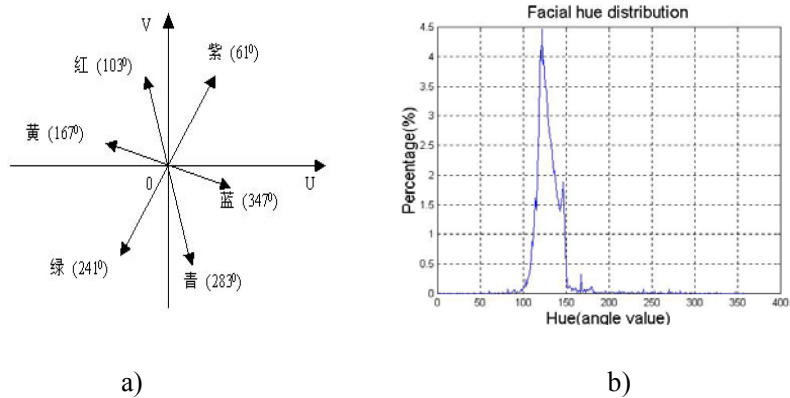 V
红 (103⁰)
紫 (61⁰)
黄 (167⁰)
0
U
蓝 (347⁰)
绿 (241⁰)
青 (283⁰)
a)
Facial hue distribution
Percentage(%)
4.5
4
3.5
3
2.5
2
1.5
1
0.5
0
0 50 100 150 200 250 300 350 400
Hue(angle value)
b)